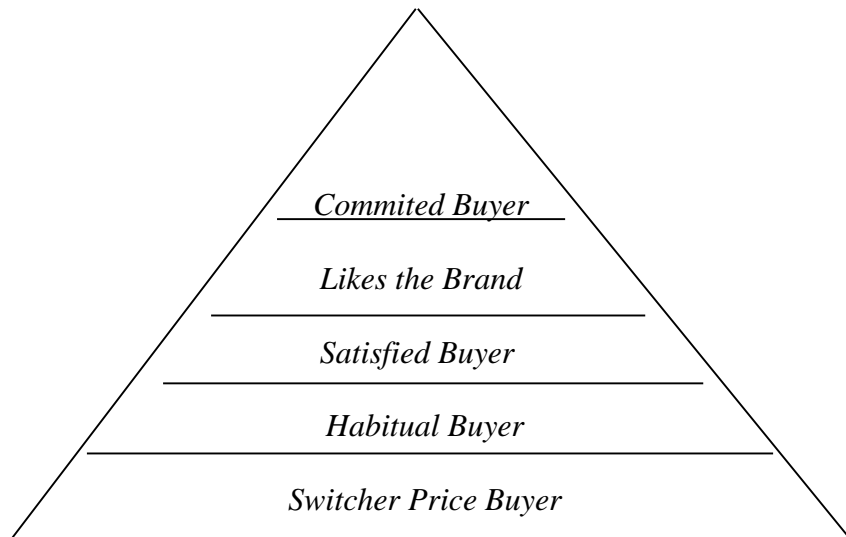 Commited Buyer
Likes the Brand
Satisfied Buyer
Habitual Buyer
Switcher Price Buyer